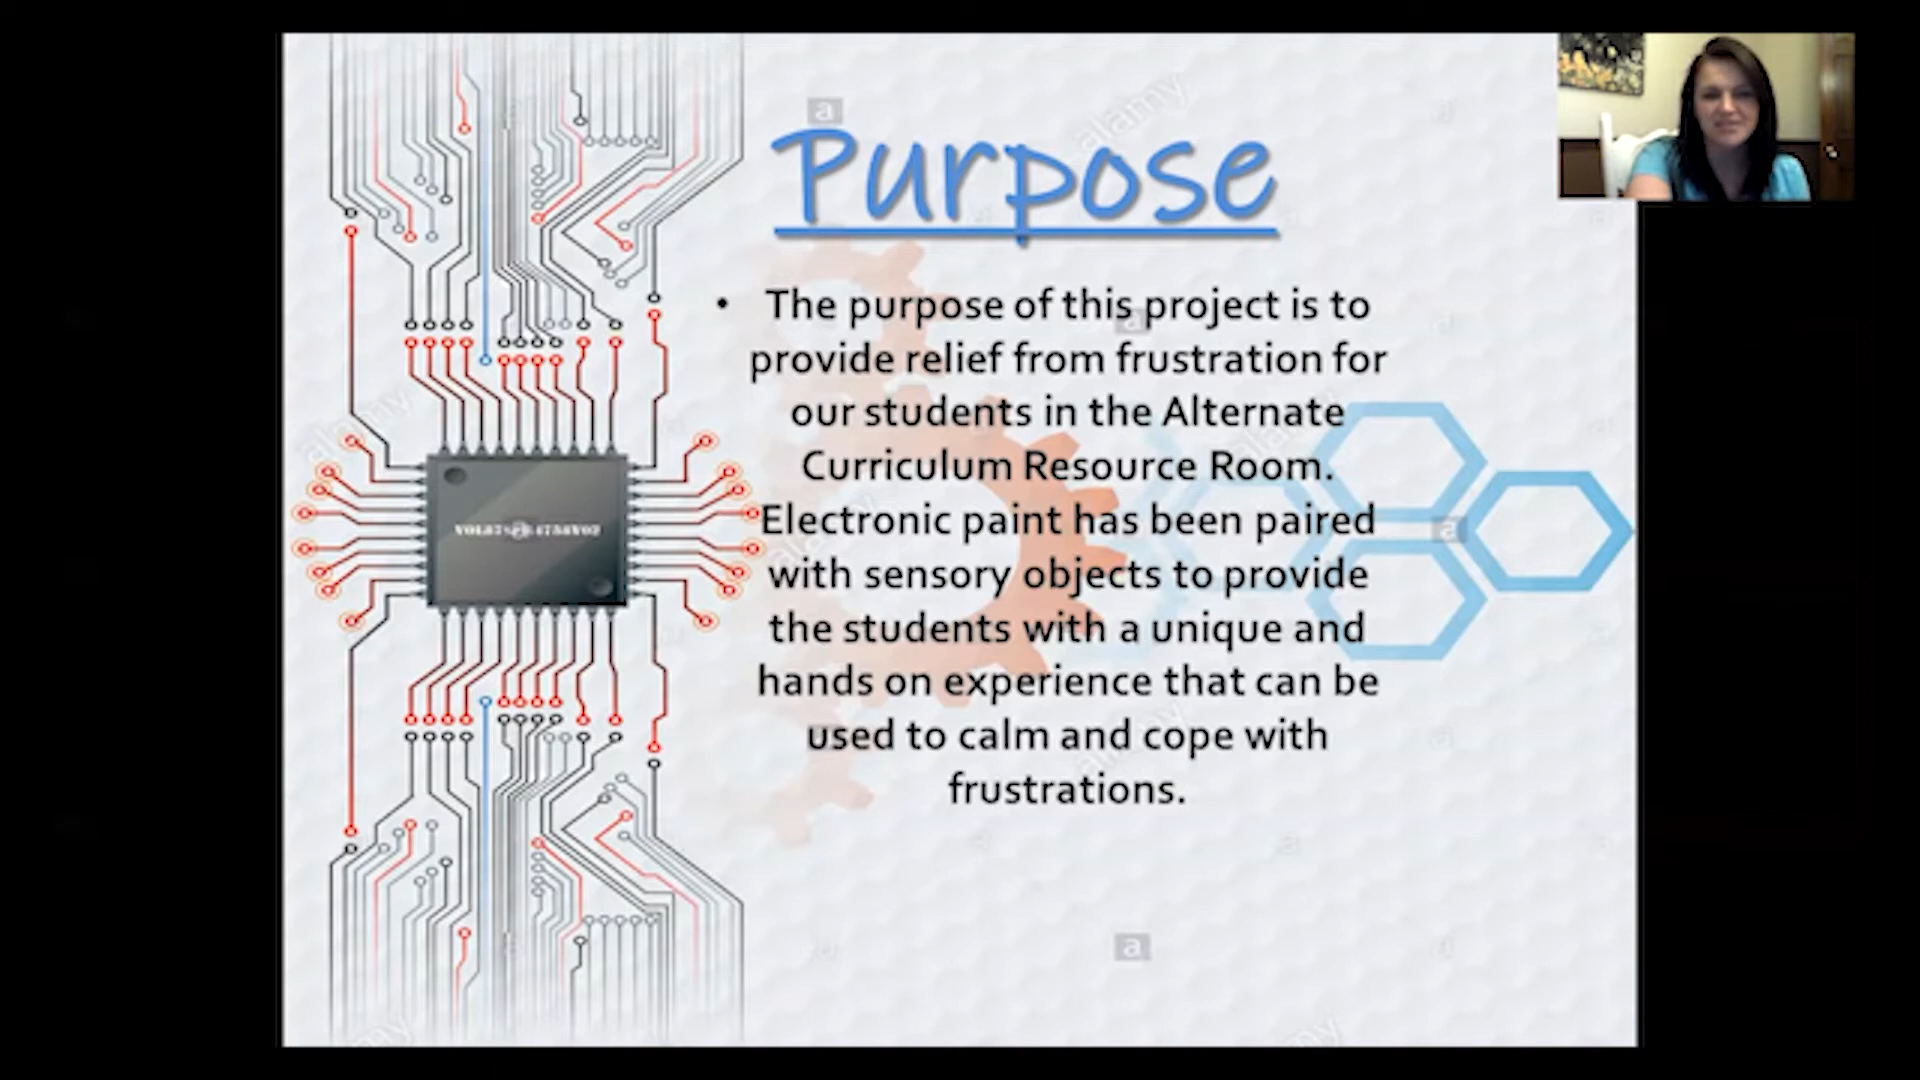 Purpose
• The purpose of this project is to
provide relief from frustration for
our students in the Alternate
Curriculum Resource Room.
Electronic paint has been paired
with sensory objects to provide
the students with a unique and
hands on experience that can be
used to calm and cope with
frustrations.
alamy
a